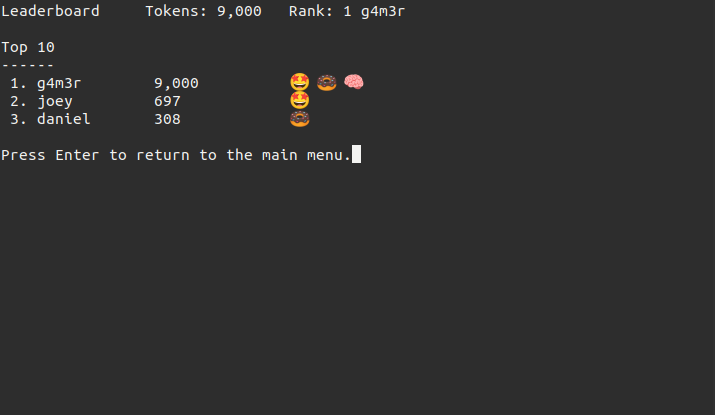 Leaderboard     Tokens: 9,000   Rank: 1 g4m3r
Top 10
------
 1. g4m3r        9,000          🤩 🍩 🧠
 2. joey         697            🤩
 3. daniel       308            🍩
Press Enter to return to the main menu.